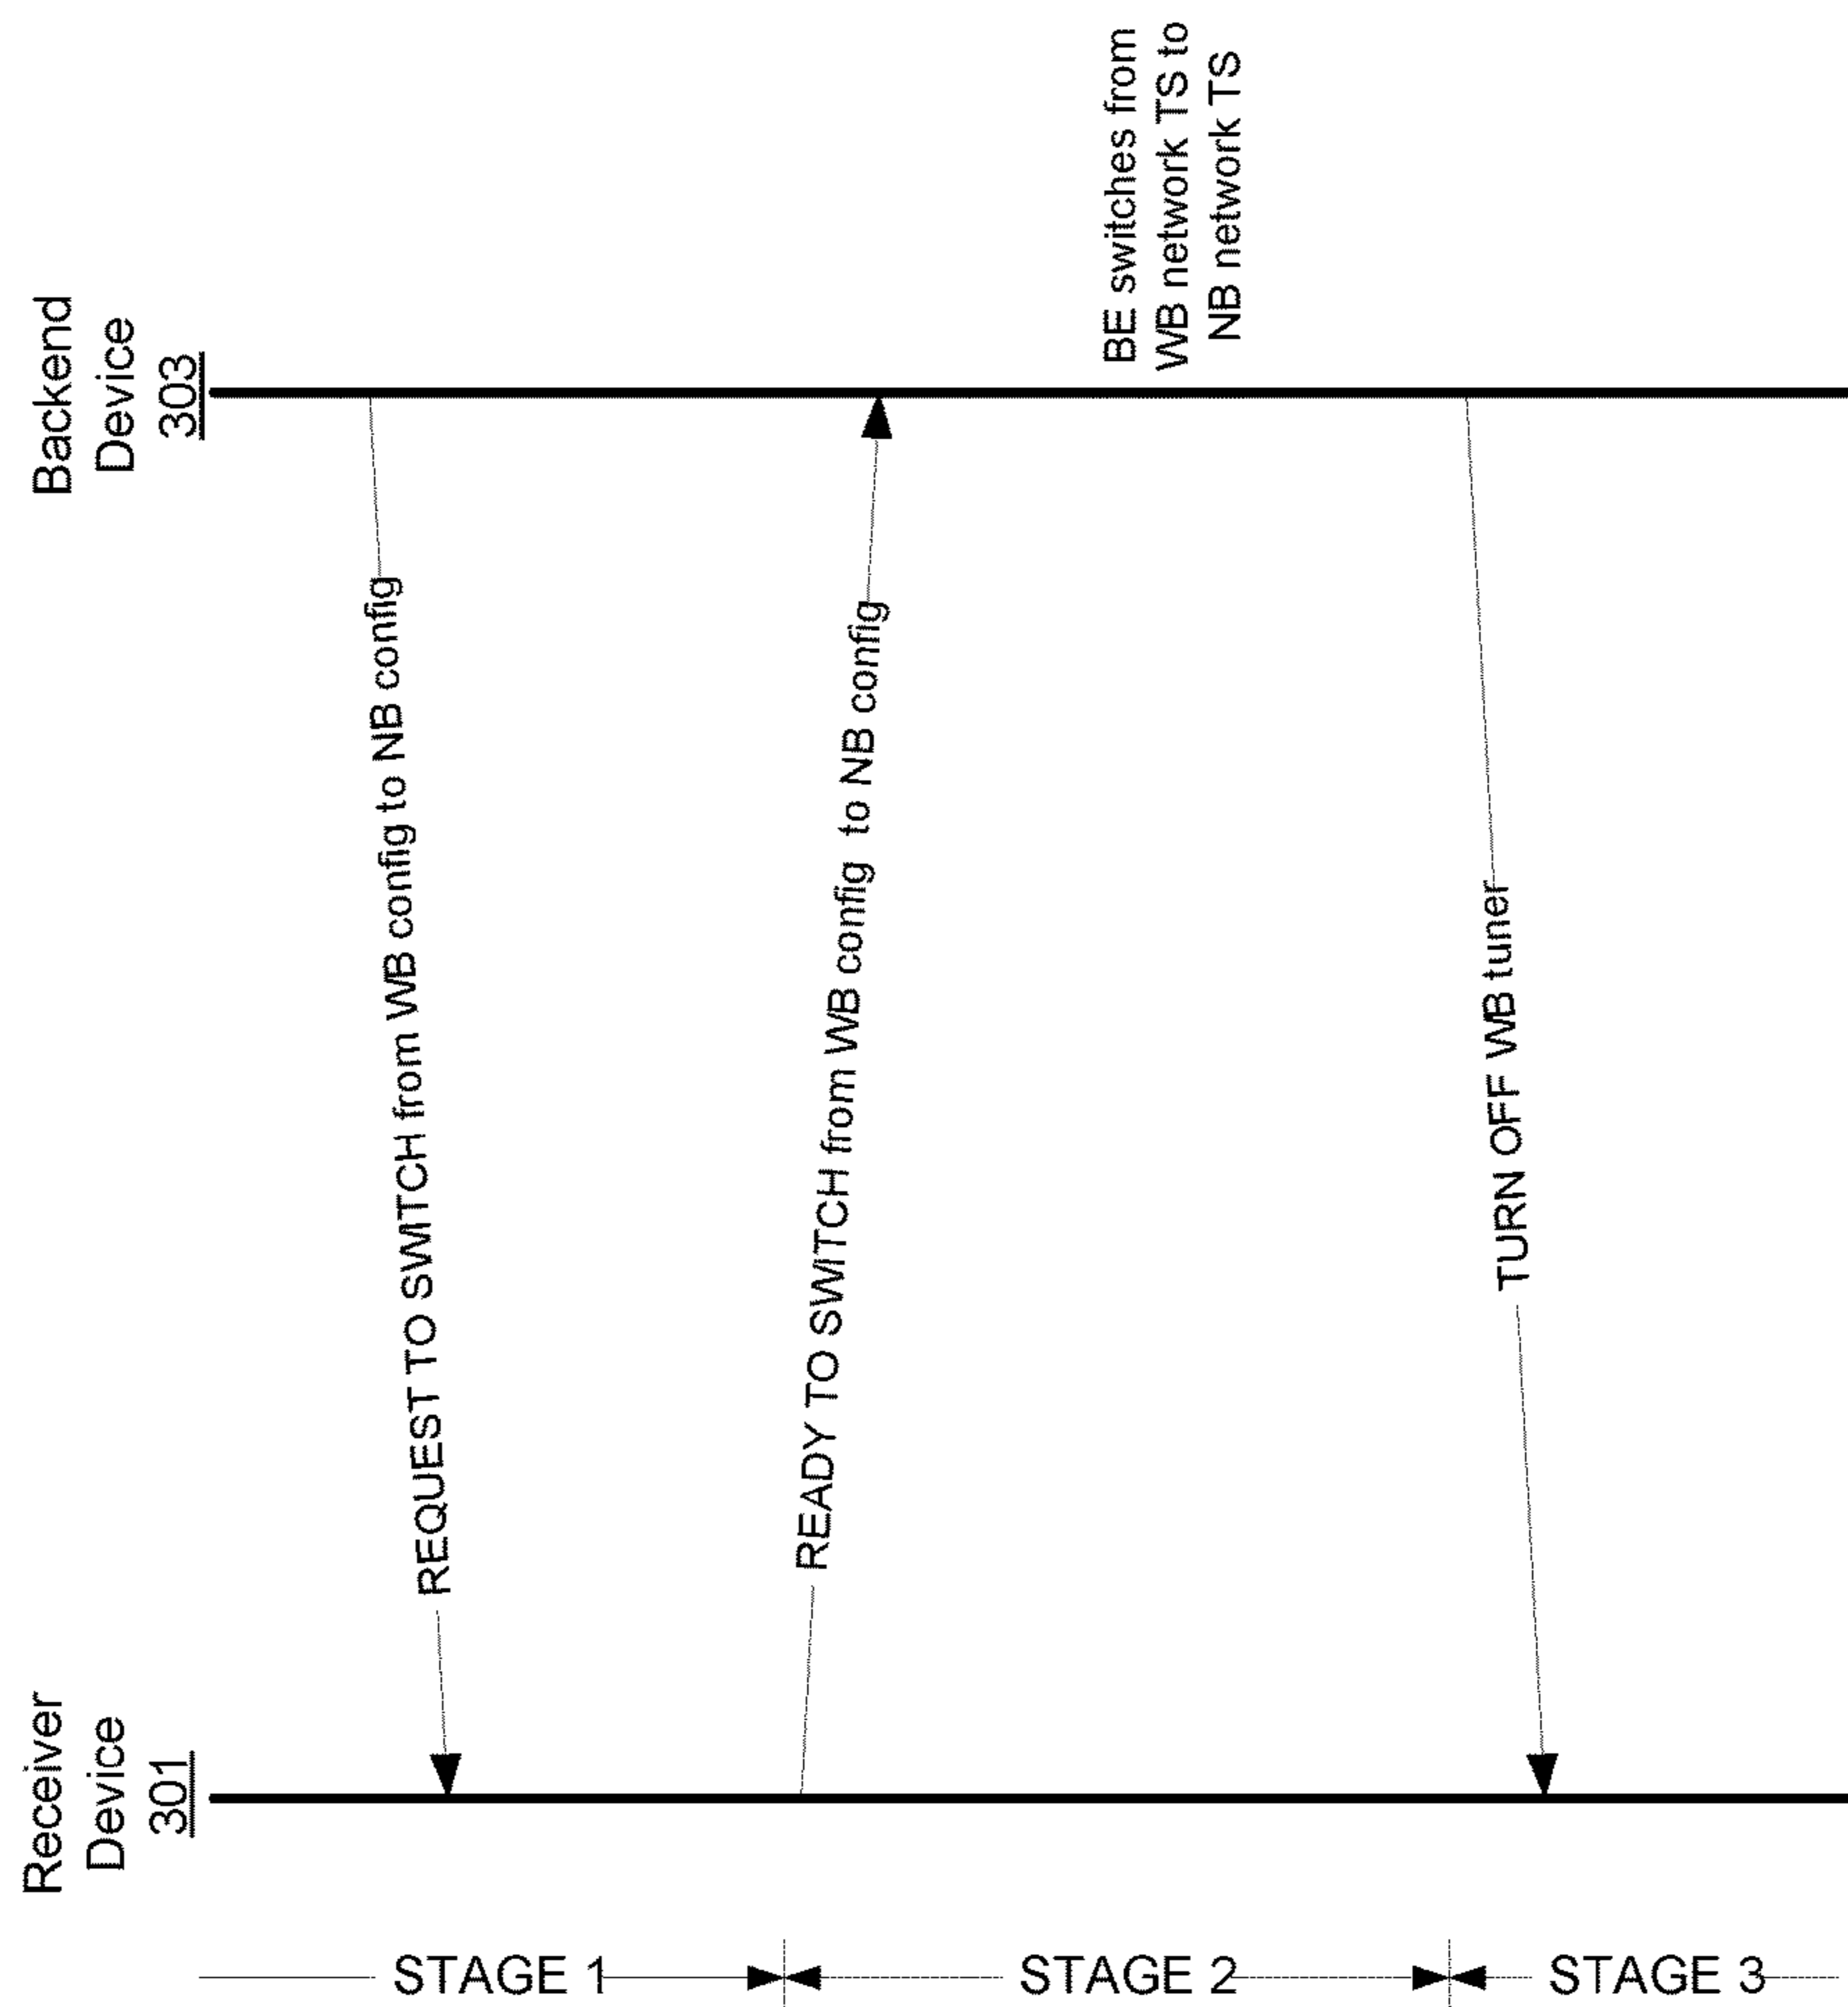 Receiver
Device
301
Backend
Device
303
STAGE 1
REQUEST TO SWITCH from WB config to NB config
STAGE 2
READY TO SWITCH from WB config to NB config
BE switches from
WB network TS to
NB network TS
STAGE 3
TURN OFF WB tuner